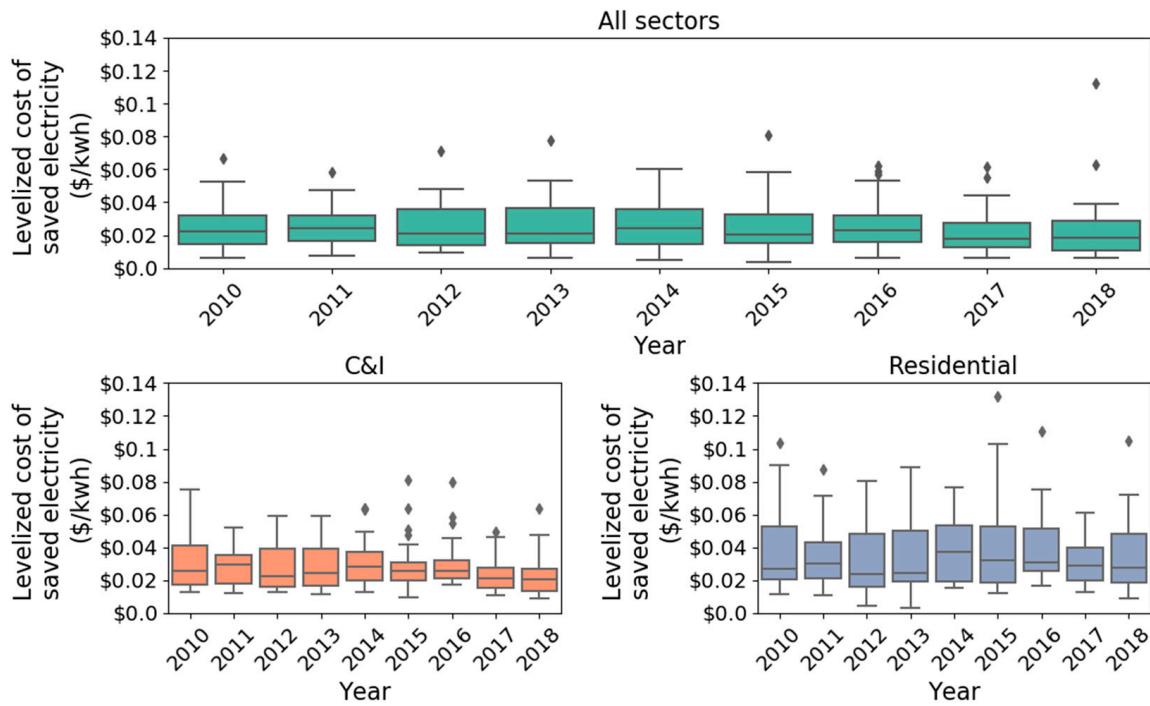 All sectors
Levelized cost of
saved electricity
($/kwh)
$0.14
$0.12
$0.1
$0.08
$0.06
$0.04
$0.02
$0.0
2010 2011 2012 2013 2014 2015 2016 2017 2018
Year
C&I
Levelized cost of
saved electricity
($/kwh)
$0.14
$0.12
$0.1
$0.08
$0.06
$0.04
$0.02
$0.0
2010 2011 2012 2013 2014 2015 2016 2017 2018
Year
Residential
Levelized cost of
saved electricity
($/kwh)
$0.14
$0.12
$0.1
$0.08
$0.06
$0.04
$0.02
$0.0
2010 2011 2012 2013 2014 2015 2016 2017 2018
Year